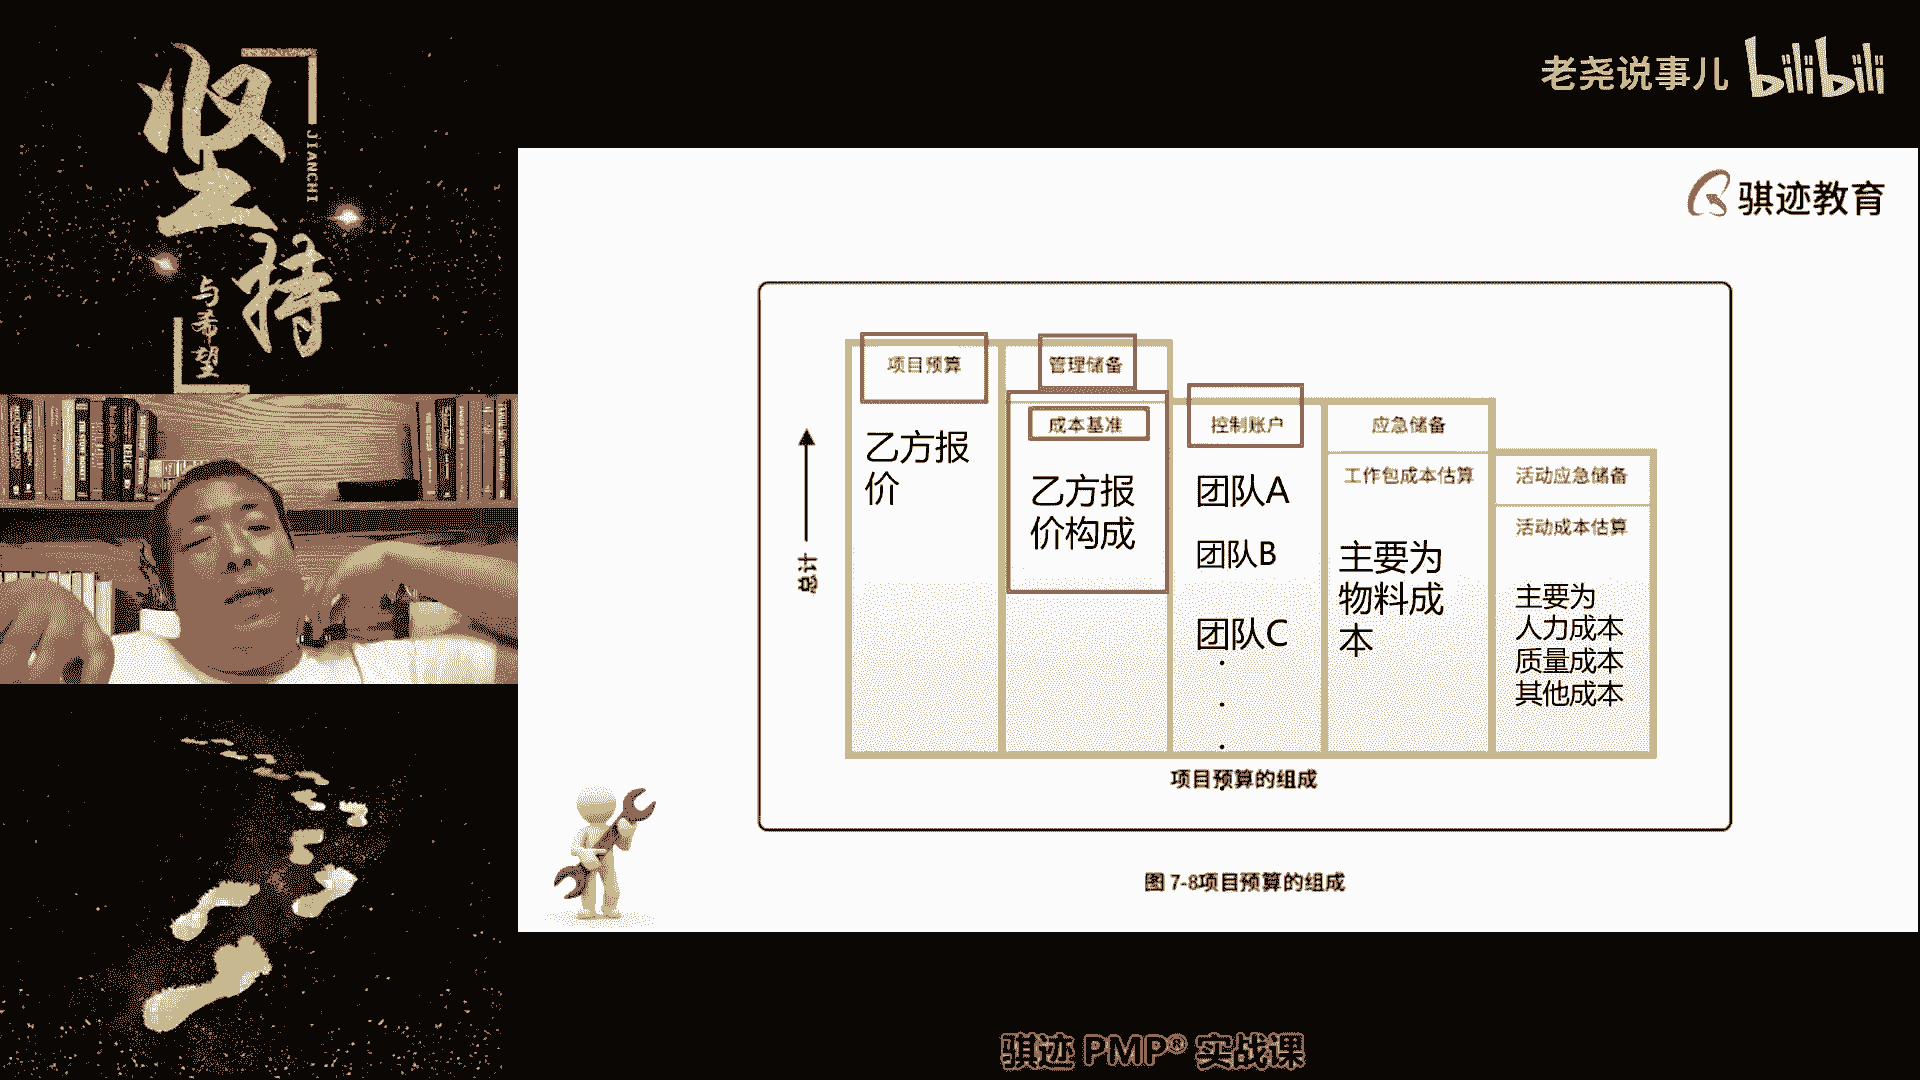 坚持
JIANCHI
与希望
老尧说事儿 bilibili
骐迹教育
项目预算
乙方报
价
管理储备
成本基准
乙方报
价构成
控制账户
团队A
团队B
团队C
应急储备
工作包成本估算
主要为
物料成
本
活动应急储备
活动成本估算
主要为
人力成本
质量成本
其他成本
总计
项目预算的组成
图 7-8项目预算的组成
骐迹 PMP® 实战课